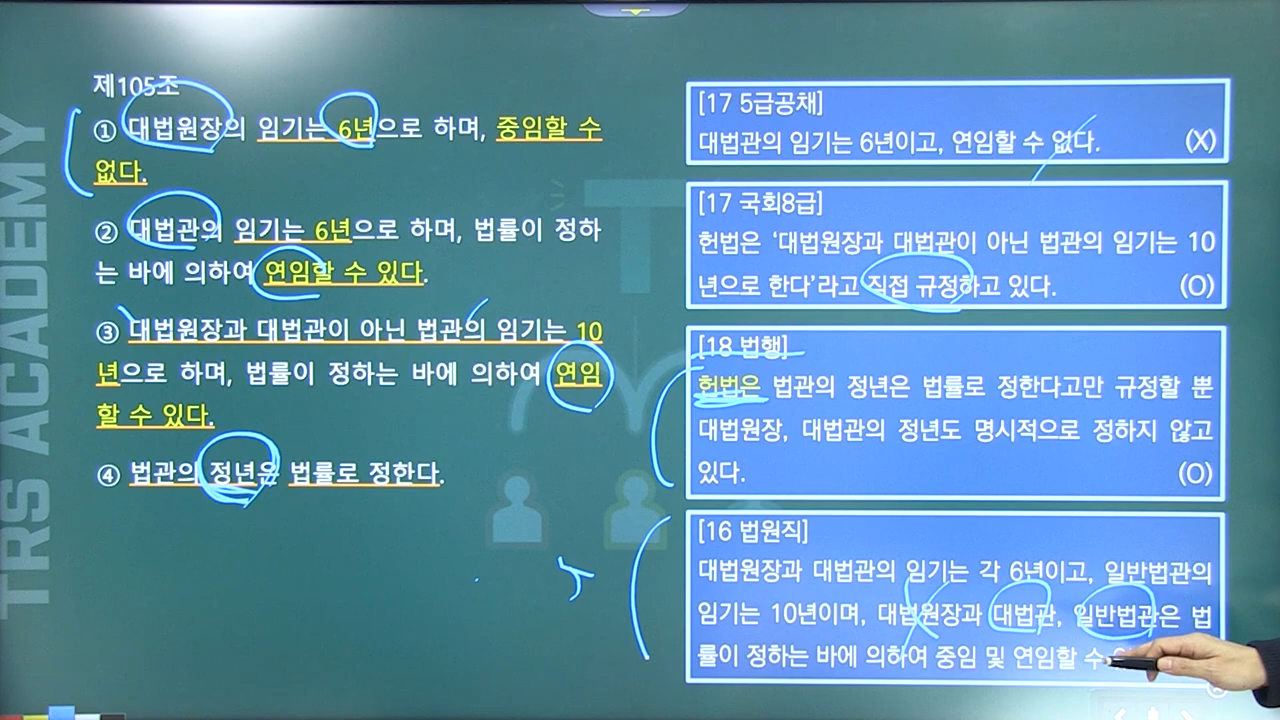 제105조
① 대법원장의 임기는 6년으로 하며, 중임할 수
없다.
② 대법관의 임기는 6년으로 하며, 법률이 정하
는 바에 의하여 연임할 수 있다.
③ 대법원장과 대법관이 아닌 법관의 임기는 10
년으로 하며, 법률이 정하는 바에 의하여 연임
할 수 있다.
④ 법관의 정년은 법률로 정한다.
[17 5급공채]
대법관의 임기는 6년이고, 연임할 수 없다. (X)
[17 국회8급]
헌법은 ‘대법원장과 대법관이 아닌 법관의 임기는 10
년으로 한다’라고 직접 규정하고 있다. (O)
[18 법행]
헌법은 법관의 정년은 법률로 정한다고만 규정할 뿐
대법원장, 대법관의 정년도 명시적으로 정하지 않고
있다. (O)
[16 법원직]
대법원장과 대법관의 임기는 각 6년이고, 일반법관의
임기는 10년이며, 대법원장과 대법관, 일반법관은 법
률이 정하는 바에 의하여 중임 및 연임할 수
TRS ACADEMY